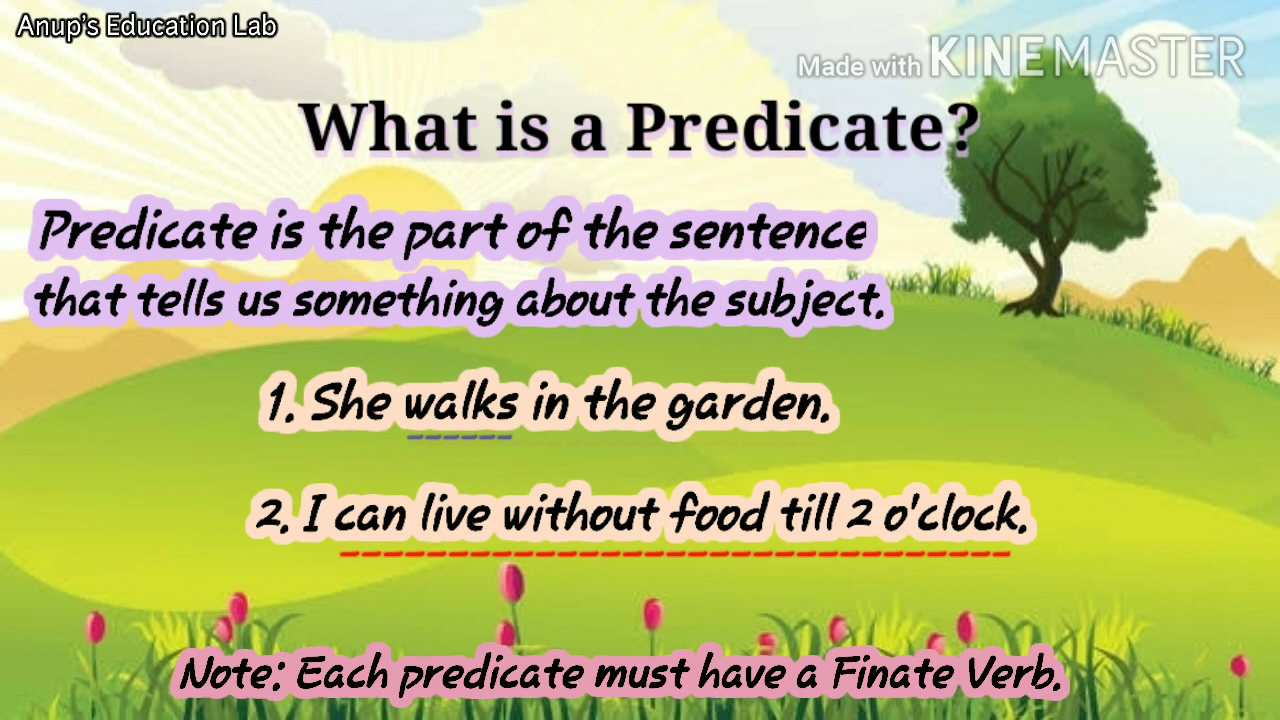 Anup's Education Lab
Made with KINEMASTER
What is a Predicate?
Predicate is the part of the sentence
that tells us something about the subject.
1. She walks in the garden.
2. I can live without food till 2 o'clock.
Note: Each predicate must have a Finate Verb.